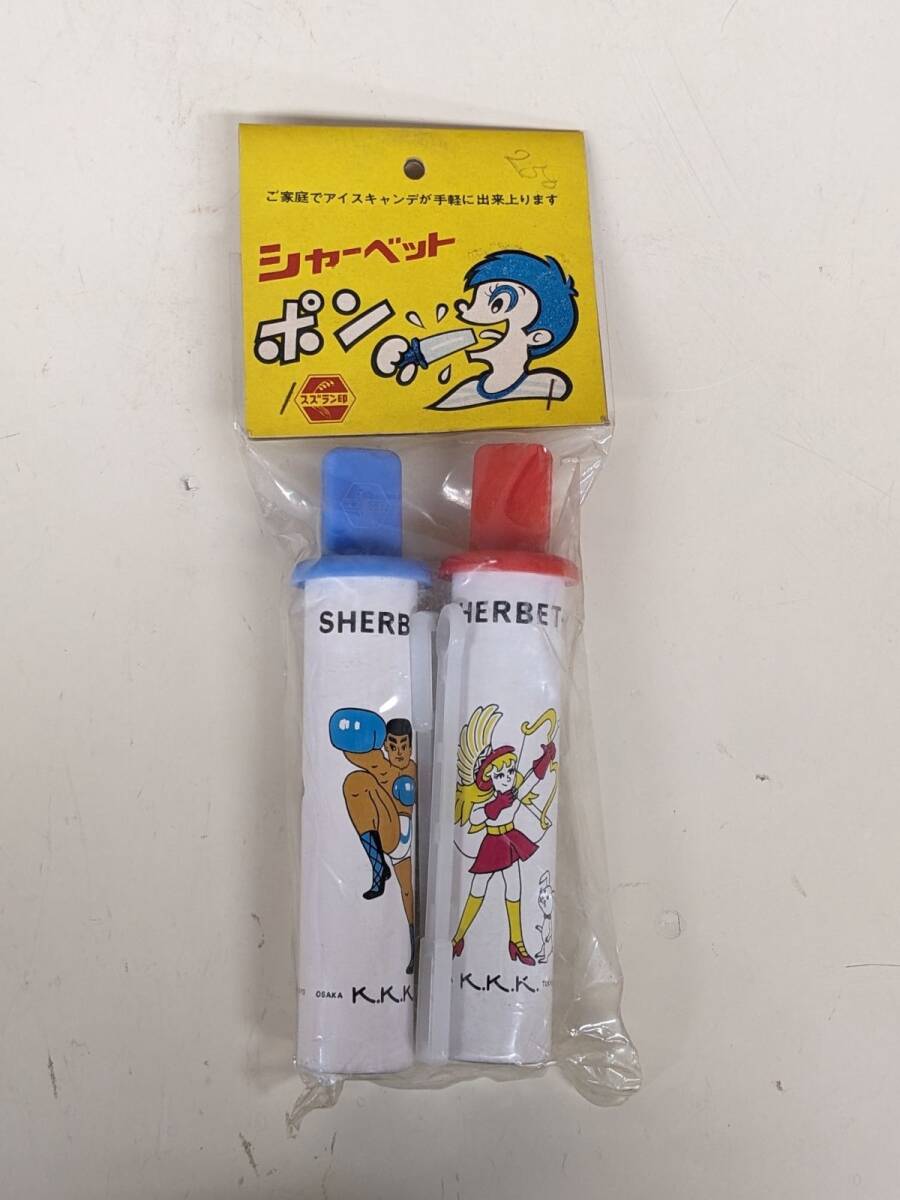 ご家庭でアイスキャンデが手軽に出来上ります
シャーベット
ポン
スズラン印
SHERB
HERBET-
OSAKA K.K.K
K.K.K.